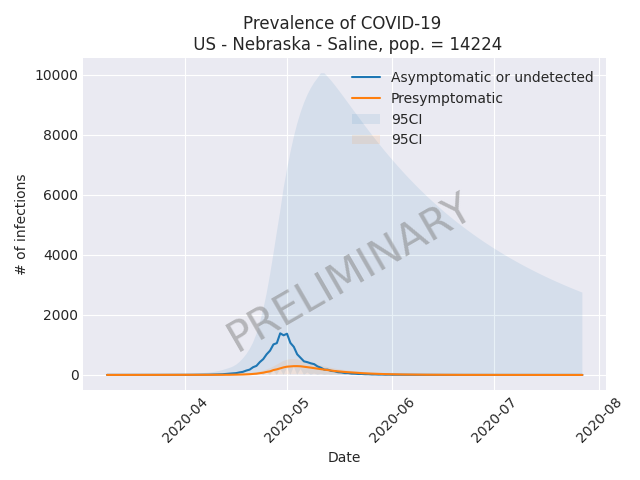 Prevalence of COVID-19
US - Nebraska - Saline, pop. = 14224
10000
8000
6000
4000
2000
0
# of infections
Asymptomatic or undetected
Presymptomatic
95CI
95CI
PRELIMINARY
2020-04
2020-05
2020-06
2020-07
2020-08
Date